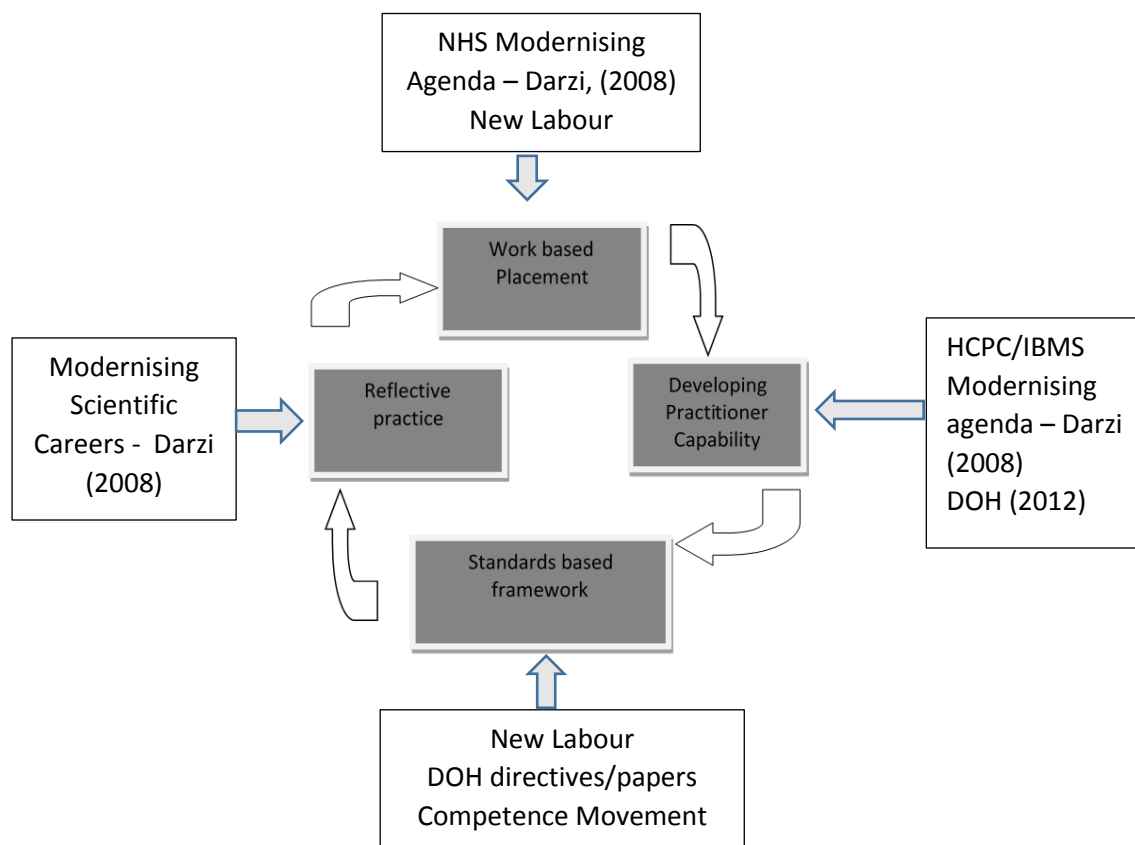 NHS Modernising
Agenda – Darzi, (2008)
New Labour
Work based
Placement
Modernising
Scientific
Careers -  Darzi
(2008)
Reflective
practice
Developing
Practitioner
Capability
HCPC/IBMS
Modernising
agenda – Darzi
(2008)
DOH (2012)
Standards based
framework
New Labour
DOH directives/papers
Competence Movement